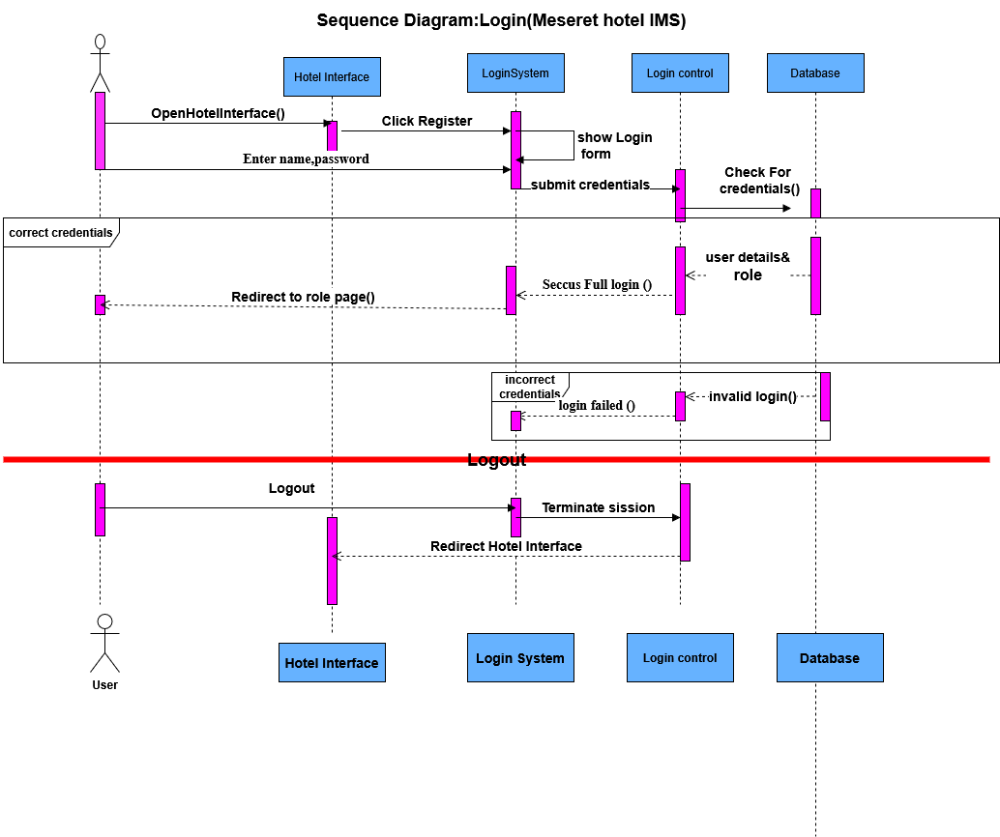 Sequence Diagram:Login(Meseret hotel IMS)
Hotel Interface
LoginSystem
Login control
Database
OpenHotelInterface()
Click Register
show Login
form
Enter name,password
submit credentials
Check For
credentials()
correct credentials
user details&
role
Seccus Full login ()
Redirect to role page()
incorrect
credentials
invalid login()
login failed ()
Logout
Logout
Terminate sission
Redirect Hotel Interface
User
Hotel Interface
Login System
Login control
Database